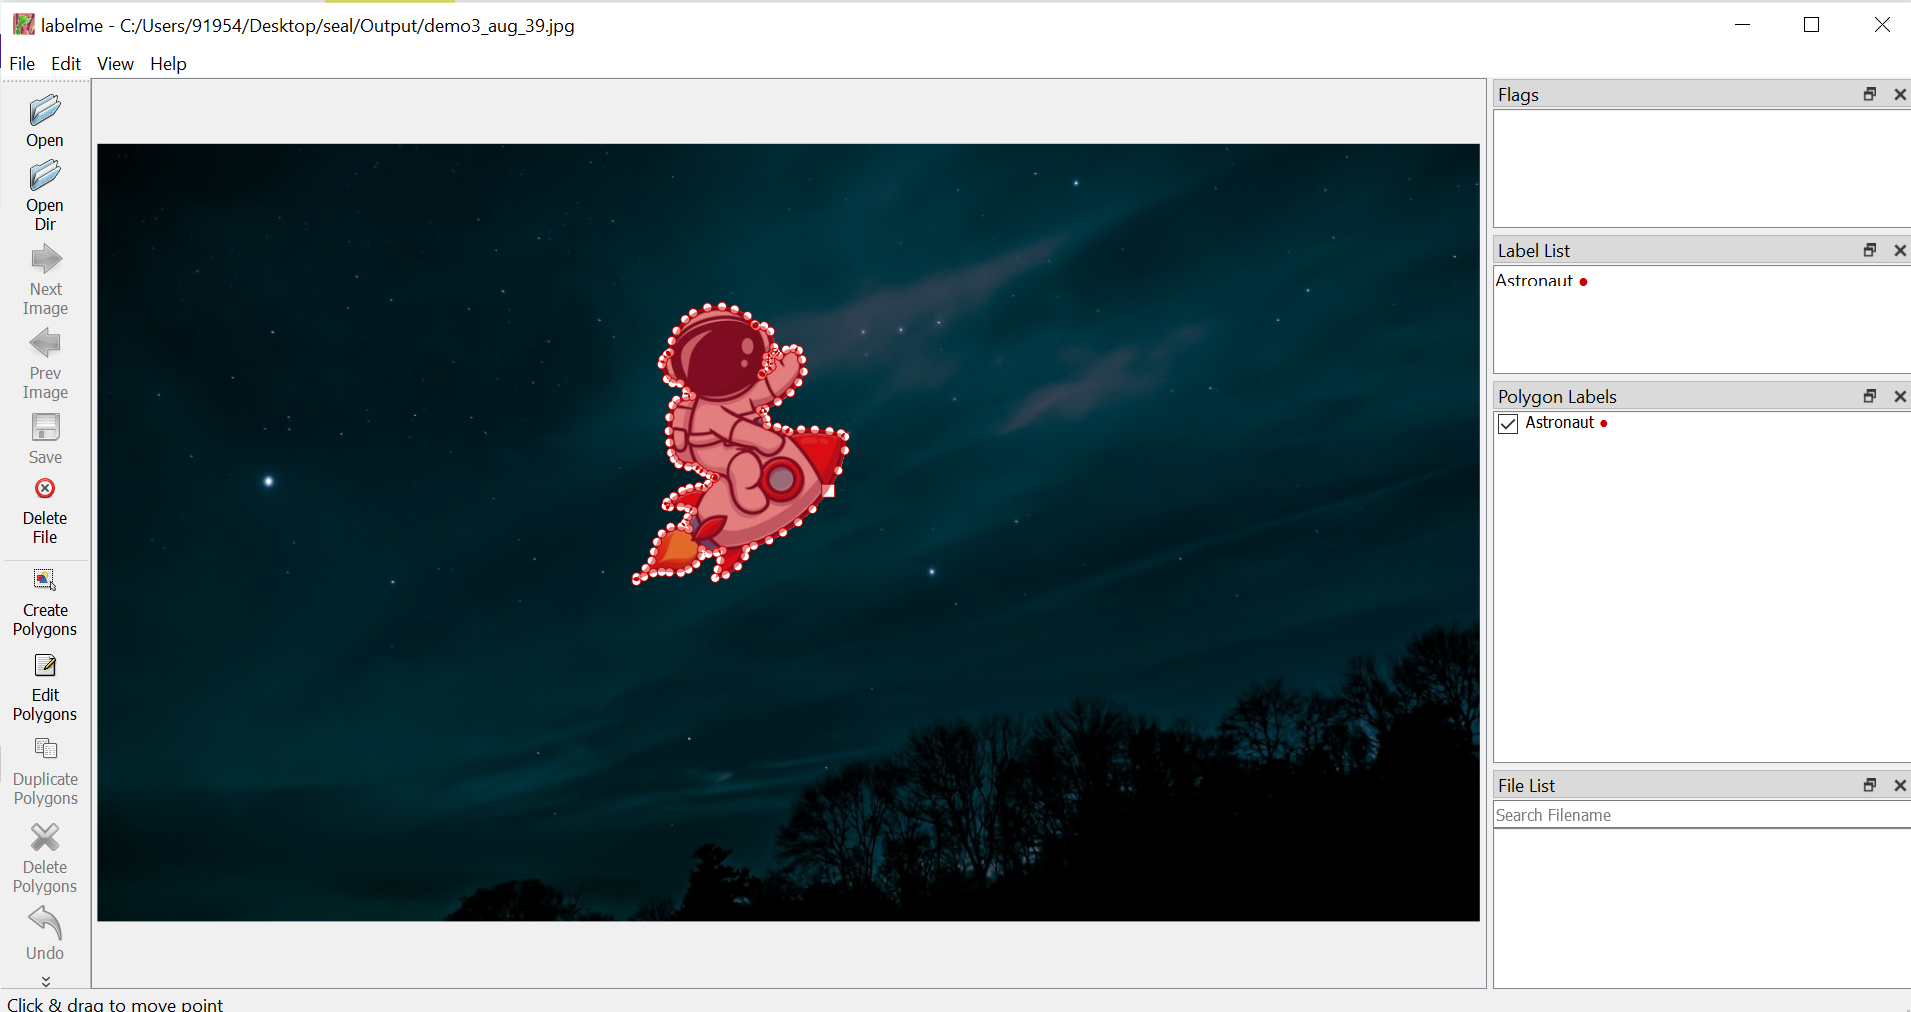 labelme - C:/Users/91954/Desktop/seal/Output/demo3_aug_39.jpg
File Edit View Help
Open
Open
Dir
Next
Image
Prev
Image
Save
Delete
File
Create
Polygons
Edit
Polygons
Duplicate
Polygons
Delete
Polygons
Undo
Flags
Label List
Astronaut
Polygon Labels
Astronaut
File List
Search Filename
Click & drag to move point